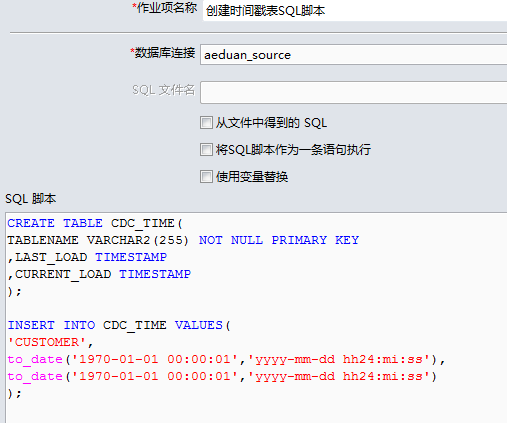 *作业项名称 创建时间戳表SQL脚本
*数据库连接 aeduan_source
SQL 文件名
从文件中得到的 SQL
将SQL脚本作为一条语句执行
使用变量替换
SQL 脚本
CREATE TABLE CDC_TIME(
TABLENAME VARCHAR2(255) NOT NULL PRIMARY KEY
,LAST_LOAD TIMESTAMP
,CURRENT_LOAD TIMESTAMP
);
INSERT INTO CDC_TIME VALUES(
'CUSTOMER',
to_date('1970-01-01 00:00:01','yyyy-mm-dd hh24:mi:ss'),
to_date('1970-01-01 00:00:01','yyyy-mm-dd hh24:mi:ss')
);